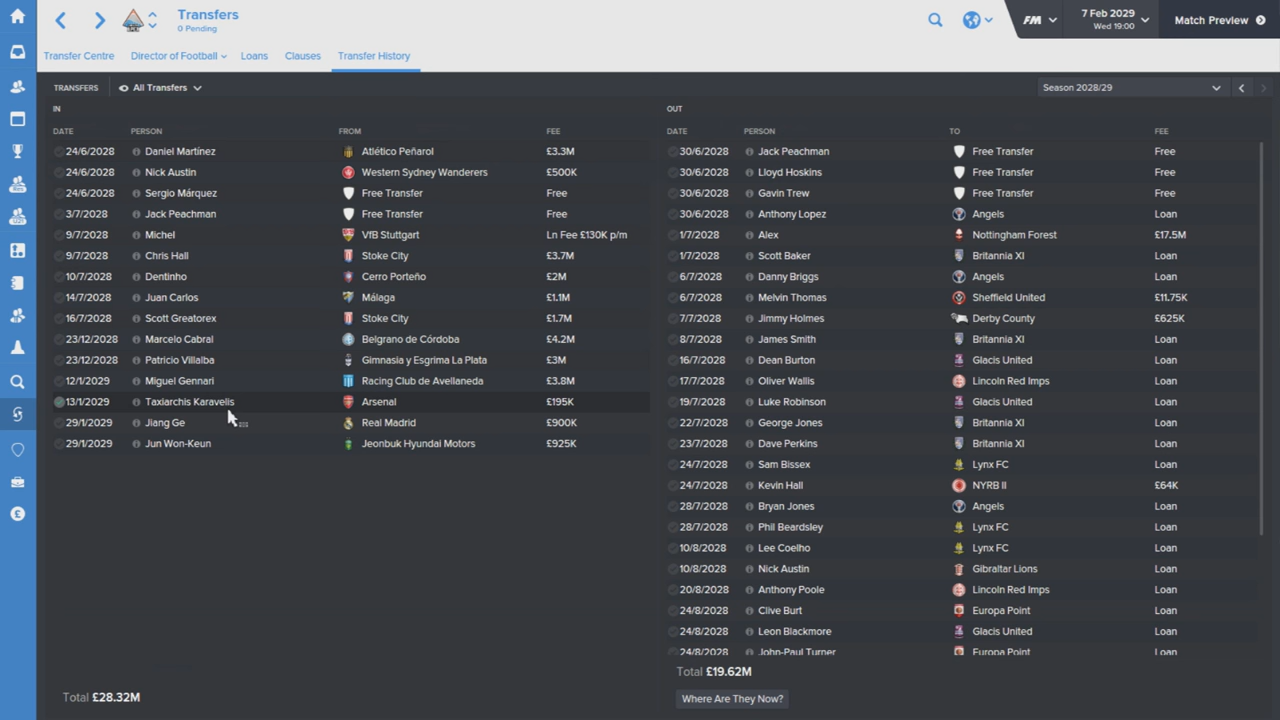 Transfers
0 Pending
FM
7 Feb 2029
Wed 19:00
Match Preview
Transfer Centre Director of Football Loans Clauses Transfer History
TRANSFERS All Transfers Season 2028/29
IN
DATE PERSON FROM FEE
24/6/2028 Daniel Martínez Atlético Peñarol £3.3M
24/6/2028 Nick Austin Western Sydney Wanderers £500K
24/6/2028 Sergio Márquez Free Transfer Free
3/7/2028 Jack Peachman Free Transfer Free
9/7/2028 Michel VfB Stuttgart Ln Fee £130K p/m
9/7/2028 Chris Hall Stoke City £3.7M
10/7/2028 Dentinho Cerro Porteño £2M
14/7/2028 Juan Carlos Málaga £1.1M
16/7/2028 Scott Greatorex Stoke City £1.7M
23/12/2028 Marcelo Cabral Belgrano de Córdoba £4.2M
23/12/2028 Patricio Villalba Gimnasia y Esgrima La Plata £3M
12/1/2029 Miguel Gennari Racing Club de Avellaneda £3.8M
13/1/2029 Taxiarchis Karavelis Arsenal £195K
29/1/2029 Jiang Ge Real Madrid £900K
29/1/2029 Jun Won-Keun Jeonbuk Hyundai Motors £925K
Total £28.32M
OUT
DATE PERSON TO FEE
30/6/2028 Jack Peachman Free Transfer Free
30/6/2028 Lloyd Hoskins Free Transfer Free
30/6/2028 Gavin Trew Free Transfer Free
30/6/2028 Anthony Lopez Angels Loan
1/7/2028 Alex Nottingham Forest £17.5M
1/7/2028 Scott Baker Britannia XI Loan
6/7/2028 Danny Briggs Angels Loan
6/7/2028 Melvin Thomas Sheffield United £11.75K
7/7/2028 Jimmy Holmes Derby County £625K
8/7/2028 James Smith Britannia XI Loan
16/7/2028 Dean Burton Glacis United Loan
17/7/2028 Oliver Wallis Lincoln Red Imps Loan
19/7/2028 Luke Robinson Glacis United Loan
22/7/2028 George Jones Britannia XI Loan
23/7/2028 Dave Perkins Britannia XI Loan
24/7/2028 Sam Bissex Lynx FC Loan
24/7/2028 Kevin Hall NYRB II £64K
28/7/2028 Bryan Jones Angels Loan
28/7/2028 Phil Beardsley Lynx FC Loan
10/8/2028 Lee Coelho Lynx FC Loan
10/8/2028 Nick Austin Gibraltar Lions Loan
20/8/2028 Anthony Poole Lincoln Red Imps Loan
24/8/2028 Clive Burt Europa Point Loan
24/8/2028 Leon Blackmore Glacis United Loan
24/8/2028 John-Paul Turner Europa Point Loan
Total £19.62M
Where Are They Now?